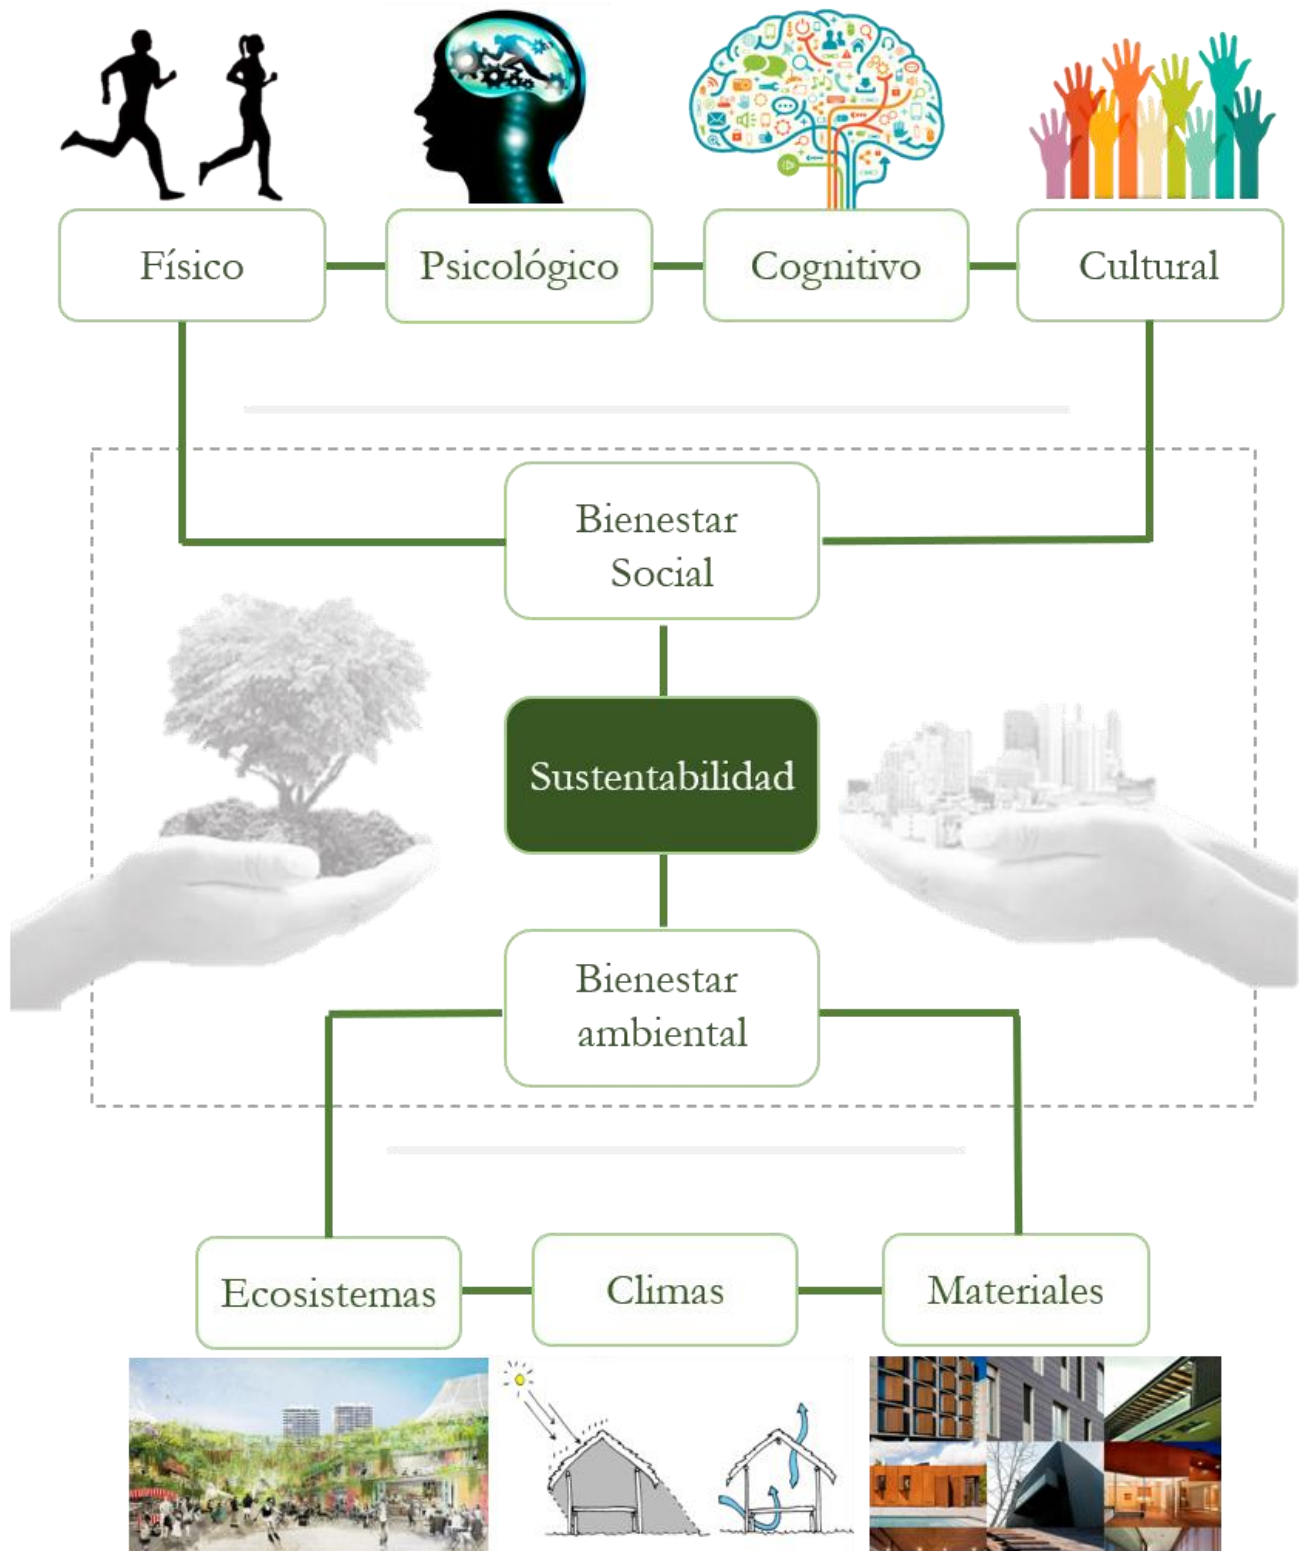 Físico
Psicológico
Cognitivo
Cultural
Bienestar
Social
Sustentabilidad
Bienestar
ambiental
Ecosistemas
Climas
Materiales